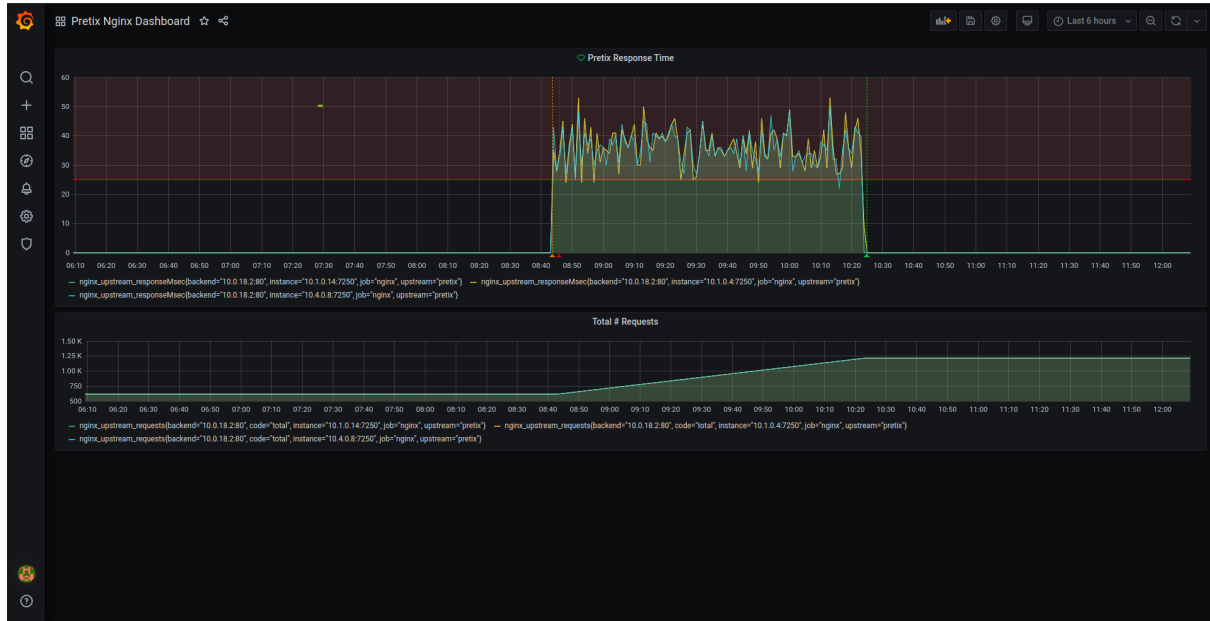 Pretix Nginx Dashboard
Last 6 hours
Pretix Response Time
60
50
40
30
20
10
0
06:10 06:20 06:30 06:40 06:50 07:00 07:10 07:20 07:30 07:40 07:50 08:00 08:10 08:20 08:30 08:40 08:50 09:00 09:10 09:20 09:30 09:40 09:50 10:00 10:10 10:20 10:30 10:40 10:50 11:00 11:10 11:20 11:30 11:40 11:50 12:00
nginx_upstream_responseMsec{backend="10.0.18.2:80", instance="10.1.0.14:7250", job="nginx", upstream="pretix"} nginx_upstream_responseMsec{backend="10.0.18.2:80", instance="10.1.0.4:7250", job="nginx", upstream="pretix"}
nginx_upstream_responseMsec{backend="10.0.18.2:80", instance="10.4.0.8:7250", job="nginx", upstream="pretix"}
Total # Requests
1.50 K
1.25 K
1.00 K
750
500
06:10 06:20 06:30 06:40 06:50 07:00 07:10 07:20 07:30 07:40 07:50 08:00 08:10 08:20 08:30 08:40 08:50 09:00 09:10 09:20 09:30 09:40 09:50 10:00 10:10 10:20 10:30 10:40 10:50 11:00 11:10 11:20 11:30 11:40 11:50 12:00
nginx_upstream_requests{backend="10.0.18.2:80", code="total", instance="10.1.0.14:7250", job="nginx", upstream="pretix"} nginx_upstream_requests{backend="10.0.18.2:80", code="total", instance="10.1.0.4:7250", job="nginx", upstream="pretix"}
nginx_upstream_requests{backend="10.0.18.2:80", code="total", instance="10.4.0.8:7250", job="nginx", upstream="pretix"}